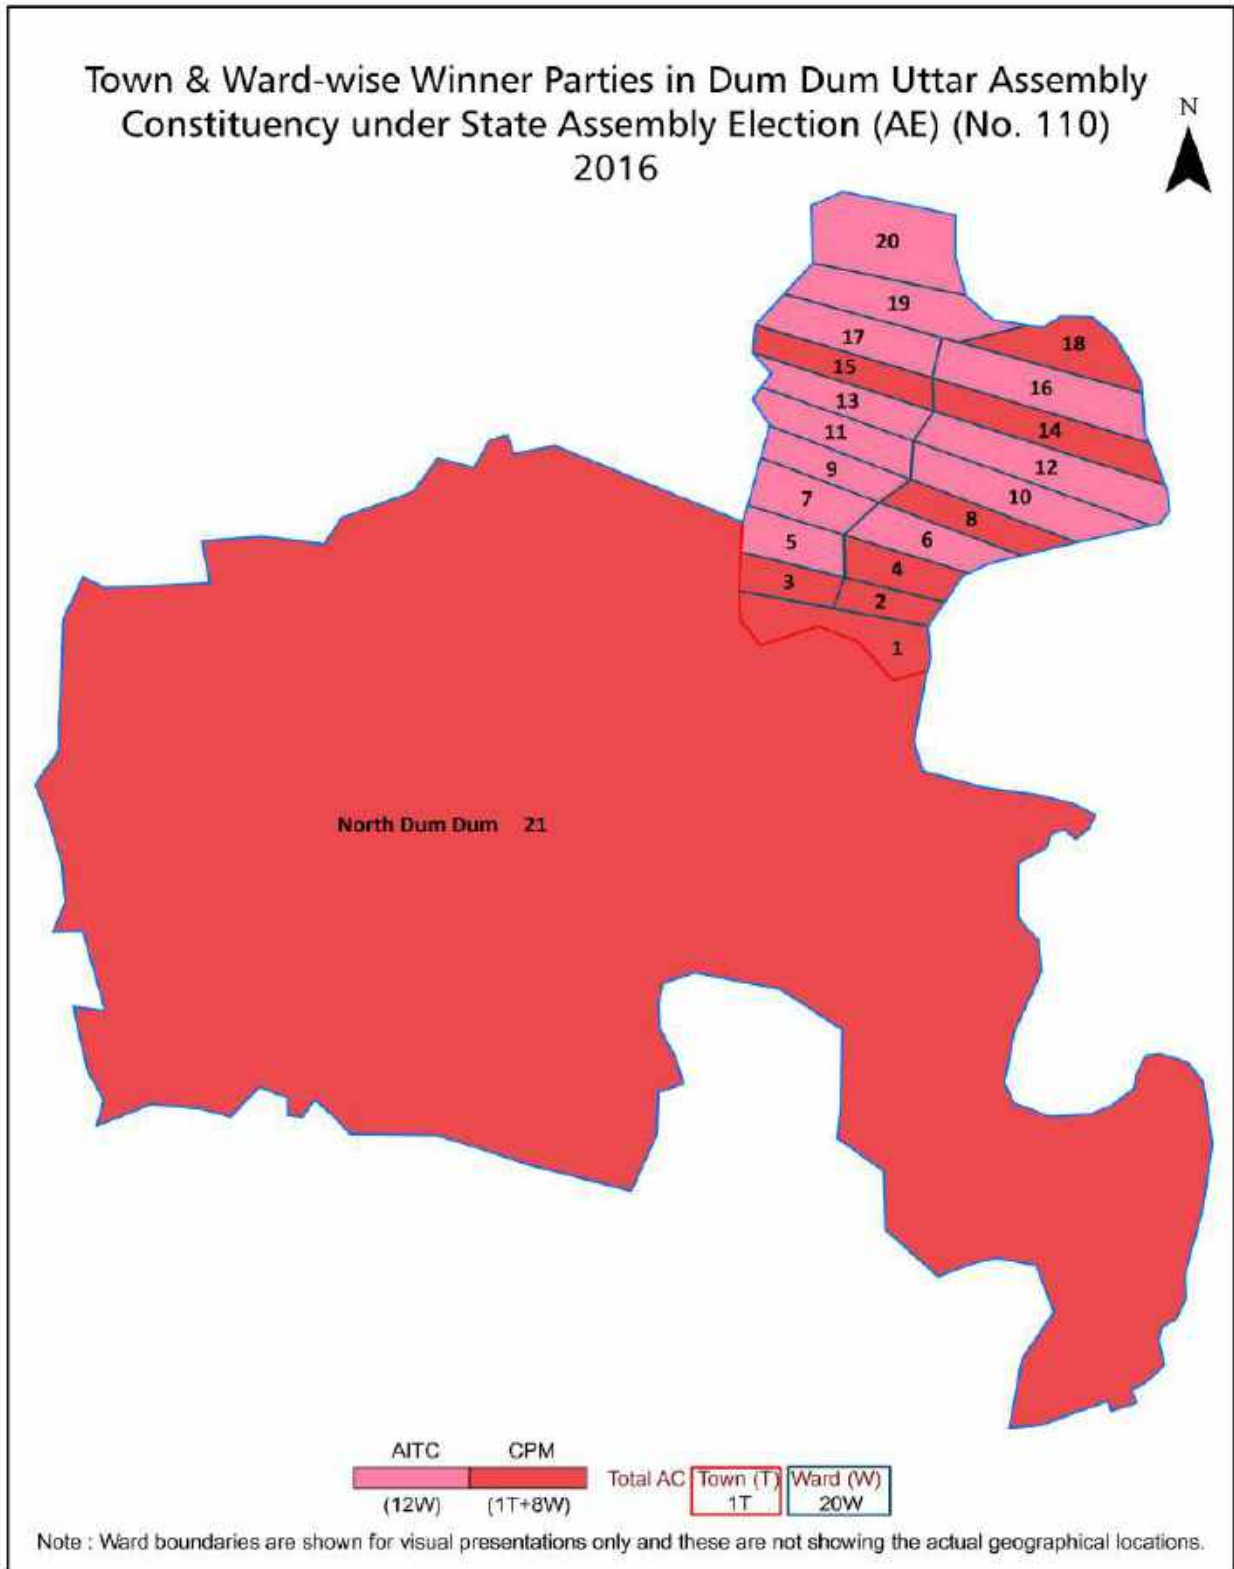 Town & Ward-wise Winner Parties in Dum Dum Uttar Assembly
Constituency under State Assembly Election (AE) (No. 110)
2016
N
20
19
17
18
15
16
13
14
11
12
9
10
7
8
5
6
4
3
2
1
North Dum Dum 21
AITC CPM
Total AC Town (T) Ward (W)
(12W) (1T+8W) 1T 20W
Note : Ward boundaries are shown for visual presentations only and these are not showing the actual geographical locations.